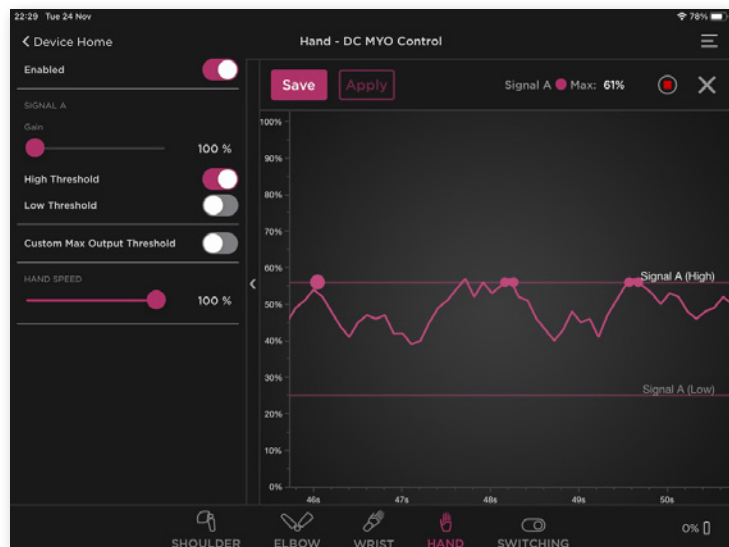 22:29 Tue 24 Nov
78%
Device Home
Hand - DC MYO Control
Enabled
SIGNAL A
Gain
100 %
High Threshold
Low Threshold
Custom Max Output Threshold
HAND SPEED
100 %
Save
Apply
Signal A Max: 61%
100%
90%
80%
70%
60%
Signal A (High)
50%
40%
30%
Signal A (Low)
20%
10%
0%
46s 47s 48s 49s 50s
SHOULDER ELBOW WRIST HAND SWITCHING
0%